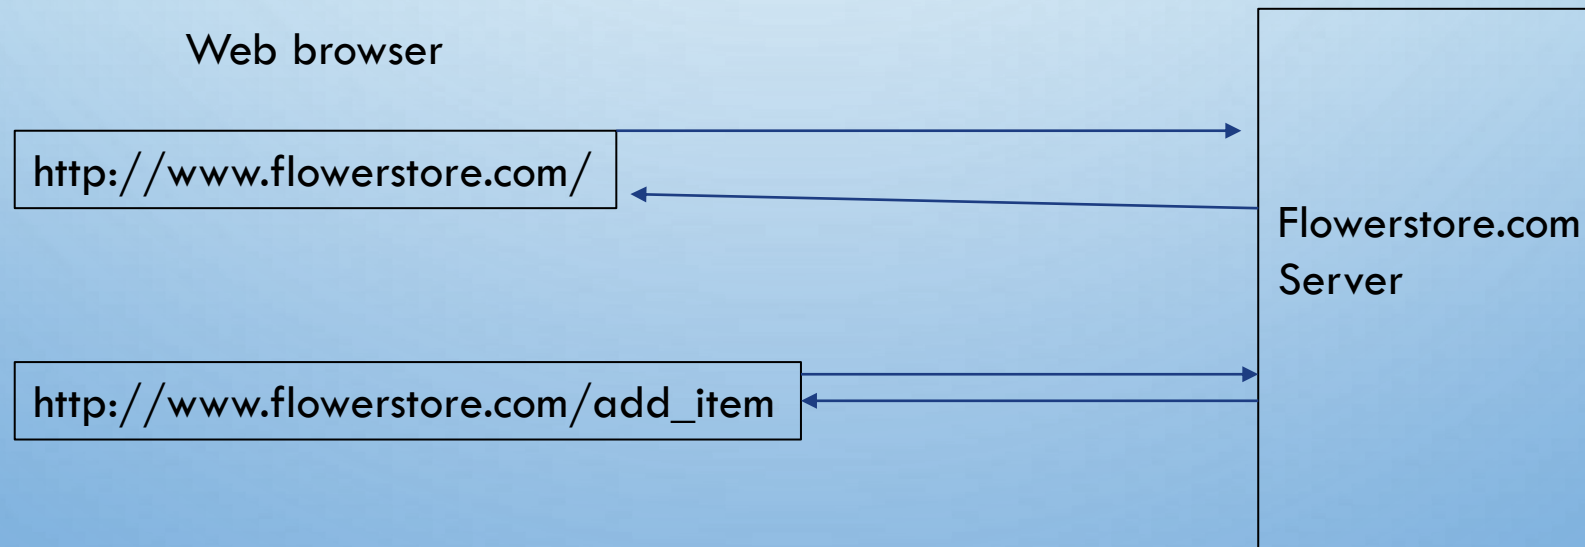 Web browser
http://www.flowerstore.com/
Flowerstore.com
Server
http://www.flowerstore.com/add_item